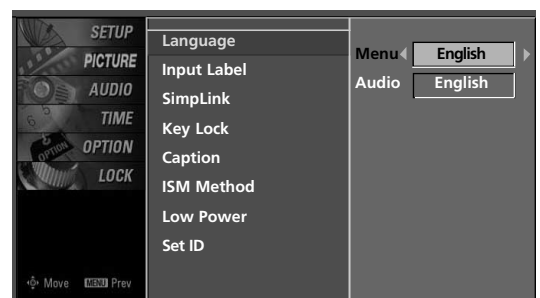 SETUP
PICTURE
AUDIO
TIME
OPTION
LOCK
Move MENU Prev
Language
Input Label
SimpLink
Key Lock
Caption
ISM Method
Low Power
Set ID
Menu English
Audio English